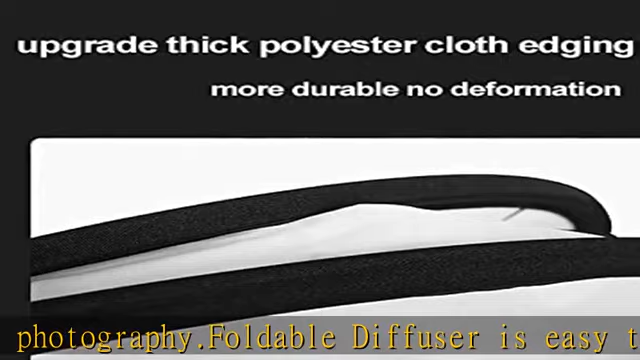 upgrade thick polyester cloth edging
more durable no deformation
photography.Foldable Diffuser is easy t